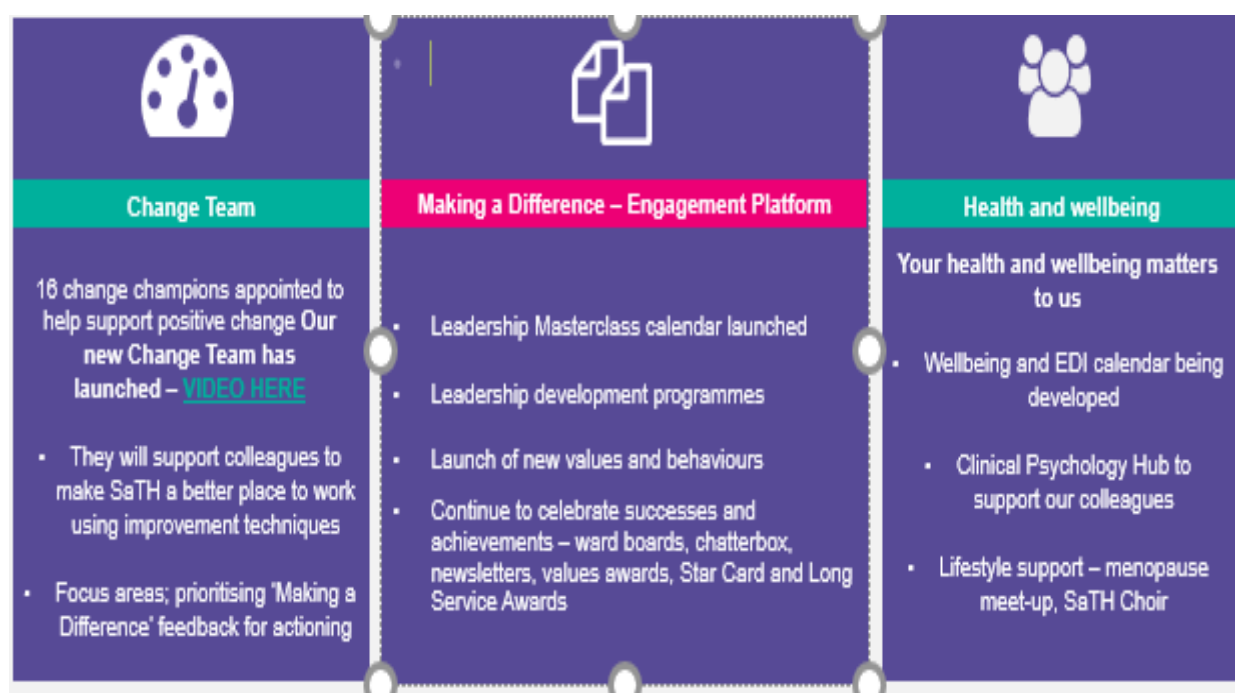 Change Team
16 change champions appointed to
help support positive change Our
new Change Team has
launched – VIDEO HERE
▪ They will support colleagues to
make SaTH a better place to work
using improvement techniques
▪ Focus areas; prioritising 'Making a
Difference' feedback for actioning
Making a Difference – Engagement Platform
▪ Leadership Masterclass calendar launched
▪ Leadership development programmes
▪ Launch of new values and behaviours
▪ Continue to celebrate successes and
achievements – ward boards, chatterbox,
newsletters, values awards, Star Card and Long
Service Awards
Health and wellbeing
Your health and wellbeing matters
to us
▪ Wellbeing and EDI calendar being
developed
▪ Clinical Psychology Hub to
support our colleagues
▪ Lifestyle support – menopause
meet-up, SaTH Choir